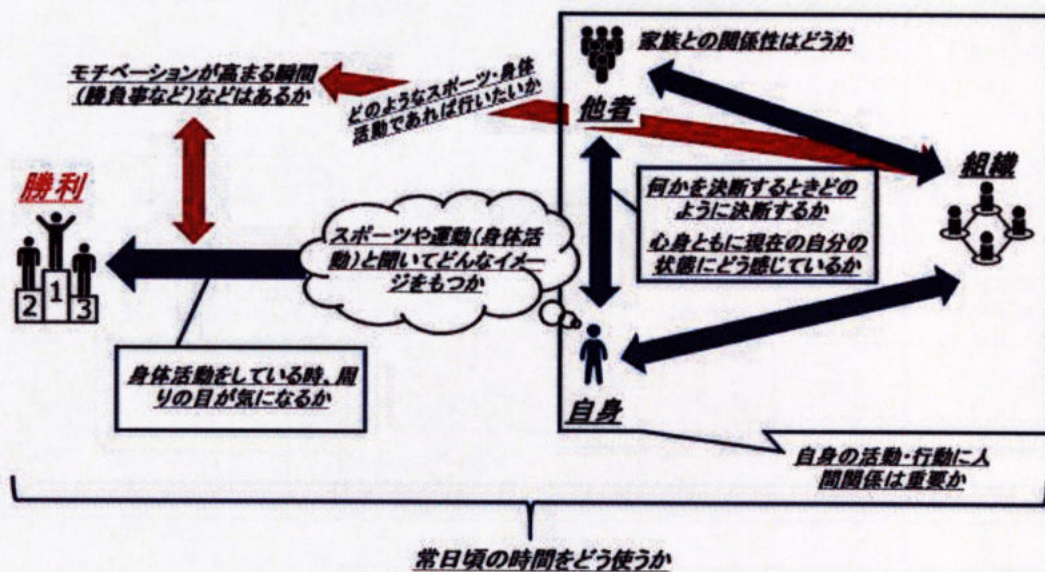 家族との関係性はどうか
モチベーションが高まる瞬間
(勝負事など)などはあるか
どのようなスポーツ・身体
活動であれば行いたいか
他者
組織
勝利
何かを決断するときどの
ように決断するか
心身ともに現在の自分の
状態にどう感じているか
スポーツや運動(身体活
動)と聞いてどんなイメー
ジをもつか
2 1 3
身体活動をしている時、周
りの目が気になるか
自身
自身の活動・行動に人
間関係は重要か
常日頃の時間をどう使うか